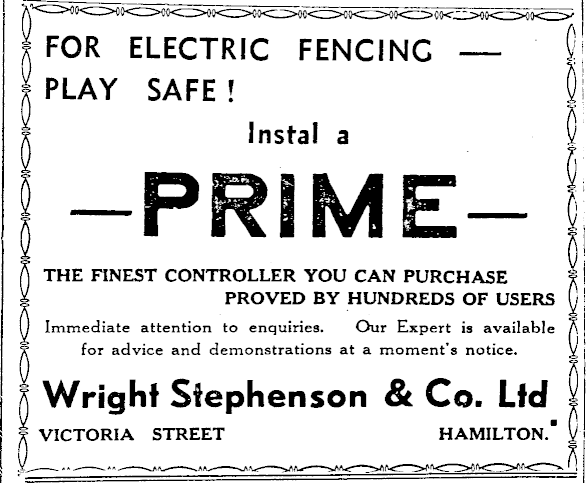 FOR ELECTRIC FENCING —
PLAY SAFE!
Instal a
—PRIME—
THE FINEST CONTROLLER YOU CAN PURCHASE
PROVED BY HUNDREDS OF USERS
Immediate attention to enquiries. Our Expert is available
for advice and demonstrations at a moment's notice.
Wright Stephenson & Co. Ltd
VICTORIA STREET HAMILTON.